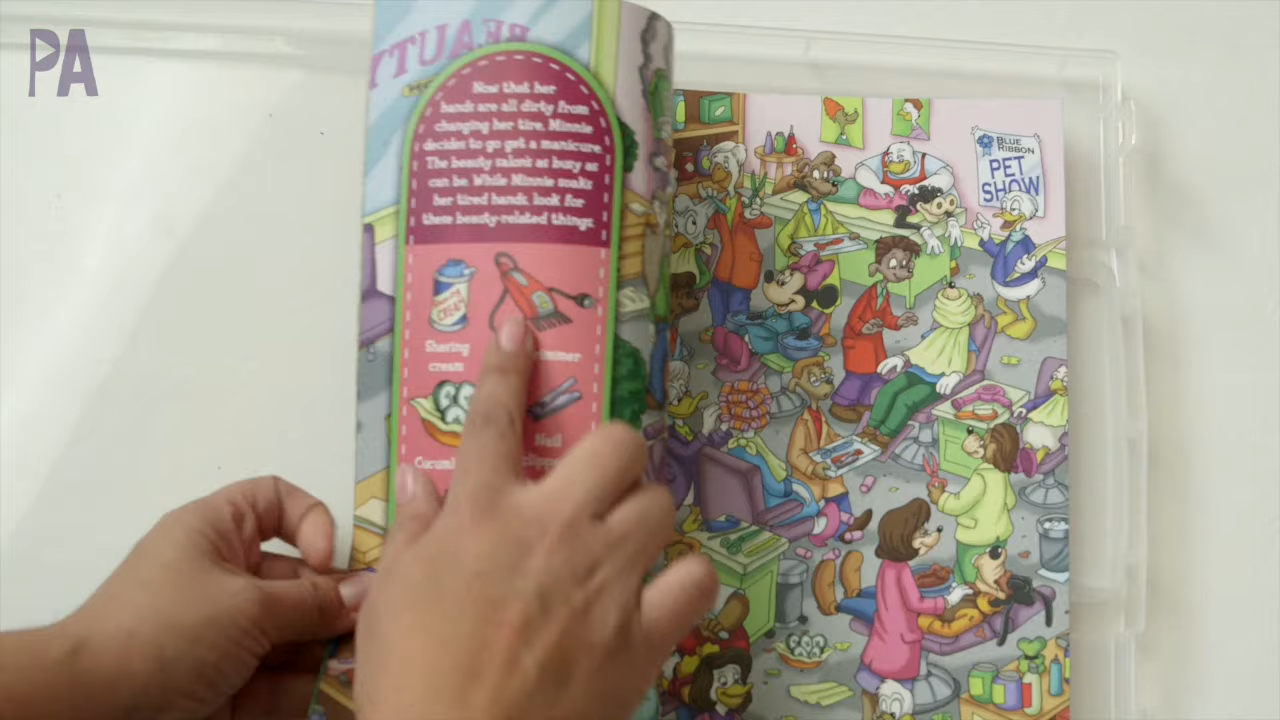 PA
BEAUTY
Now that her
hands are all dirty from
changing her tire, Minnie
decides to go get a manicure.
The beauty salon's as busy as
can be. While Minnie soaks
her tired hands, look for
these beauty-related things.
Shaving
cream
Nail
BLUE
RIBBON
PET
SHOW